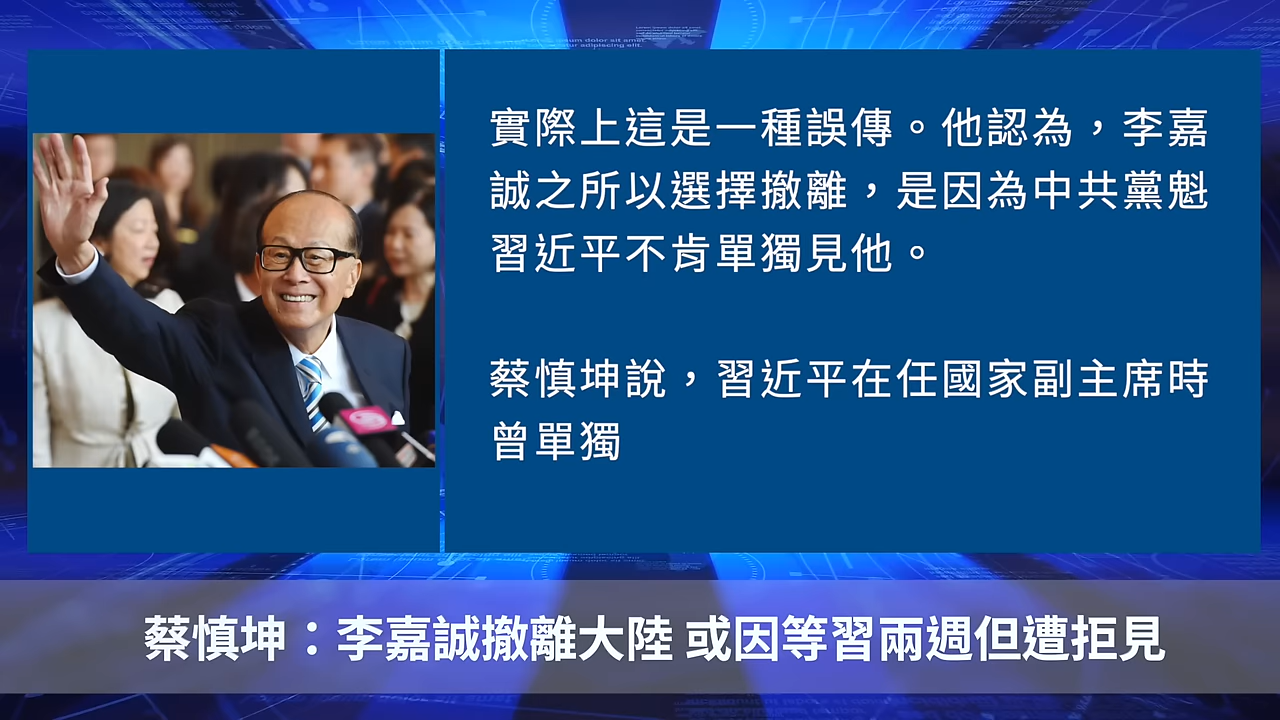 實際上這是一種誤傳。他認為，李嘉
誠之所以選擇撤離，是因為中共黨魁
習近平不肯單獨見他。
蔡慎坤說，習近平在任國家副主席時
曾單獨
蔡慎坤：李嘉誠撤離大陸 或因等習兩週但遭拒見